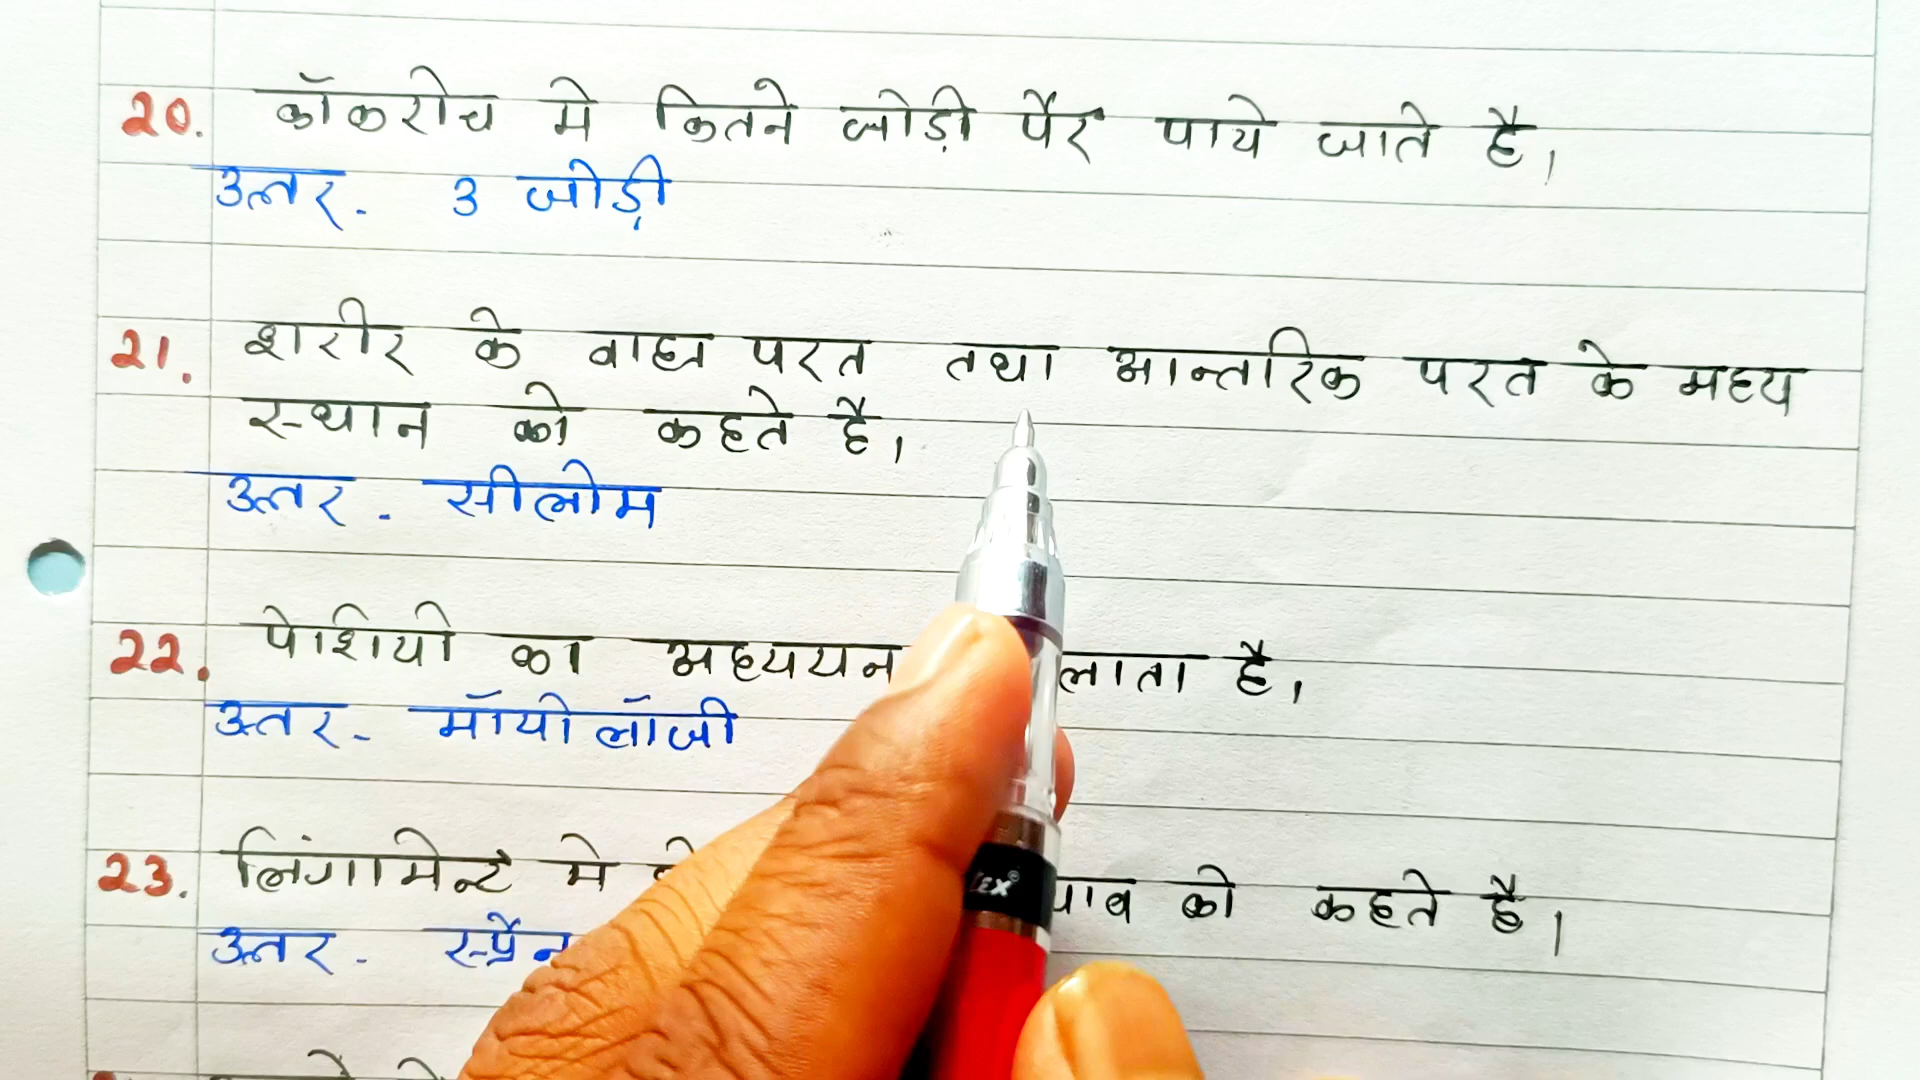 20. कॉकरोच मे कितने जोड़ी पैर पाये जाते है।
उत्तर. 3 जोड़ी
21. शरीर के वाह्य परत तथा आन्तरिक परत के मध्य
स्थान को कहते है।
उत्तर. सीलोम
22. पेशियो का अध्ययन लाता है।
उत्तर- मॉयोलॉजी
23. लिंगामेन्ट मे को कहते है।
उत्तर. स्प्रैन